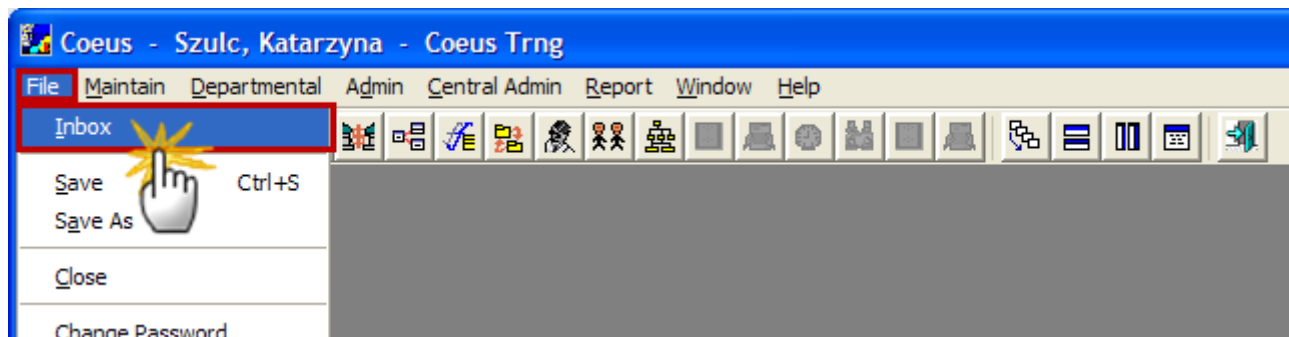 Coeus - Szulc, Katarzyna - Coeus Trng
File Maintain Departmental Admin Central Admin Report Window Help
Inbox
Save Ctrl+S
Save As
Close
Change Password